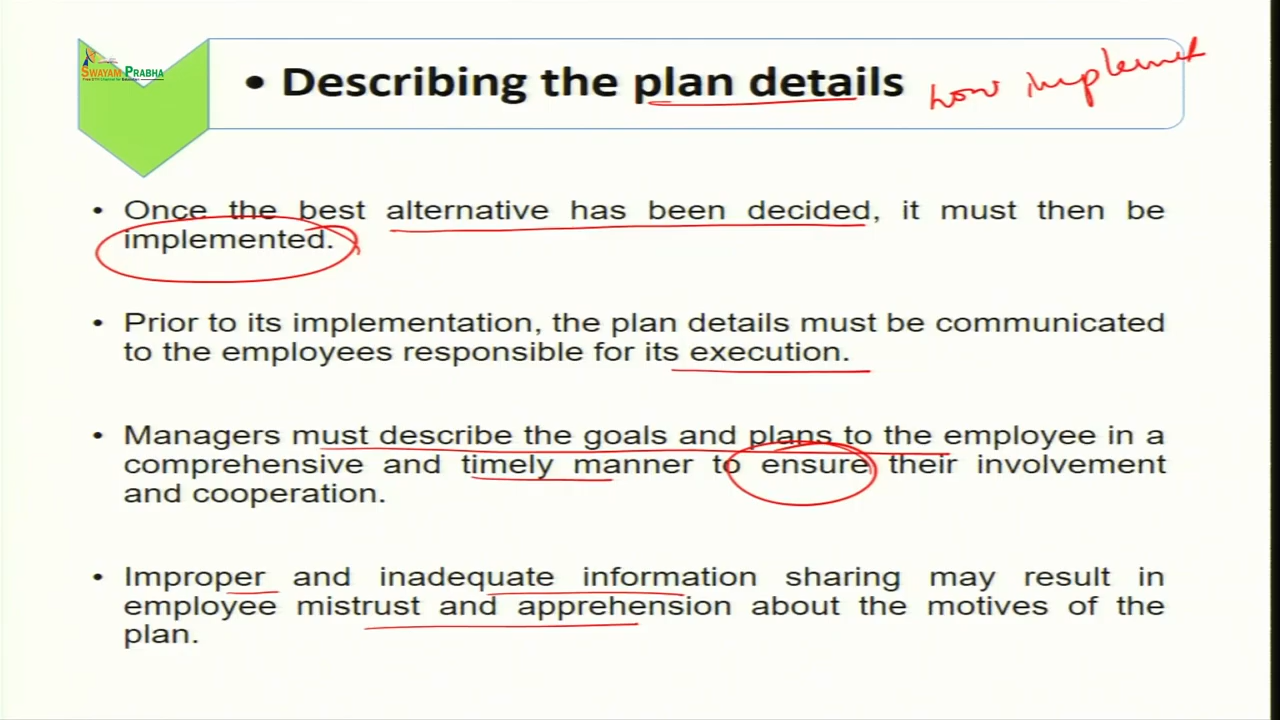 SWAYAM PRABHA
• Describing the plan details
how implement
• Once the best alternative has been decided, it must then be
implemented.
• Prior to its implementation, the plan details must be communicated
to the employees responsible for its execution.
• Managers must describe the goals and plans to the employee in a
comprehensive and timely manner to ensure their involvement
and cooperation.
• Improper and inadequate information sharing may result in
employee mistrust and apprehension about the motives of the
plan.